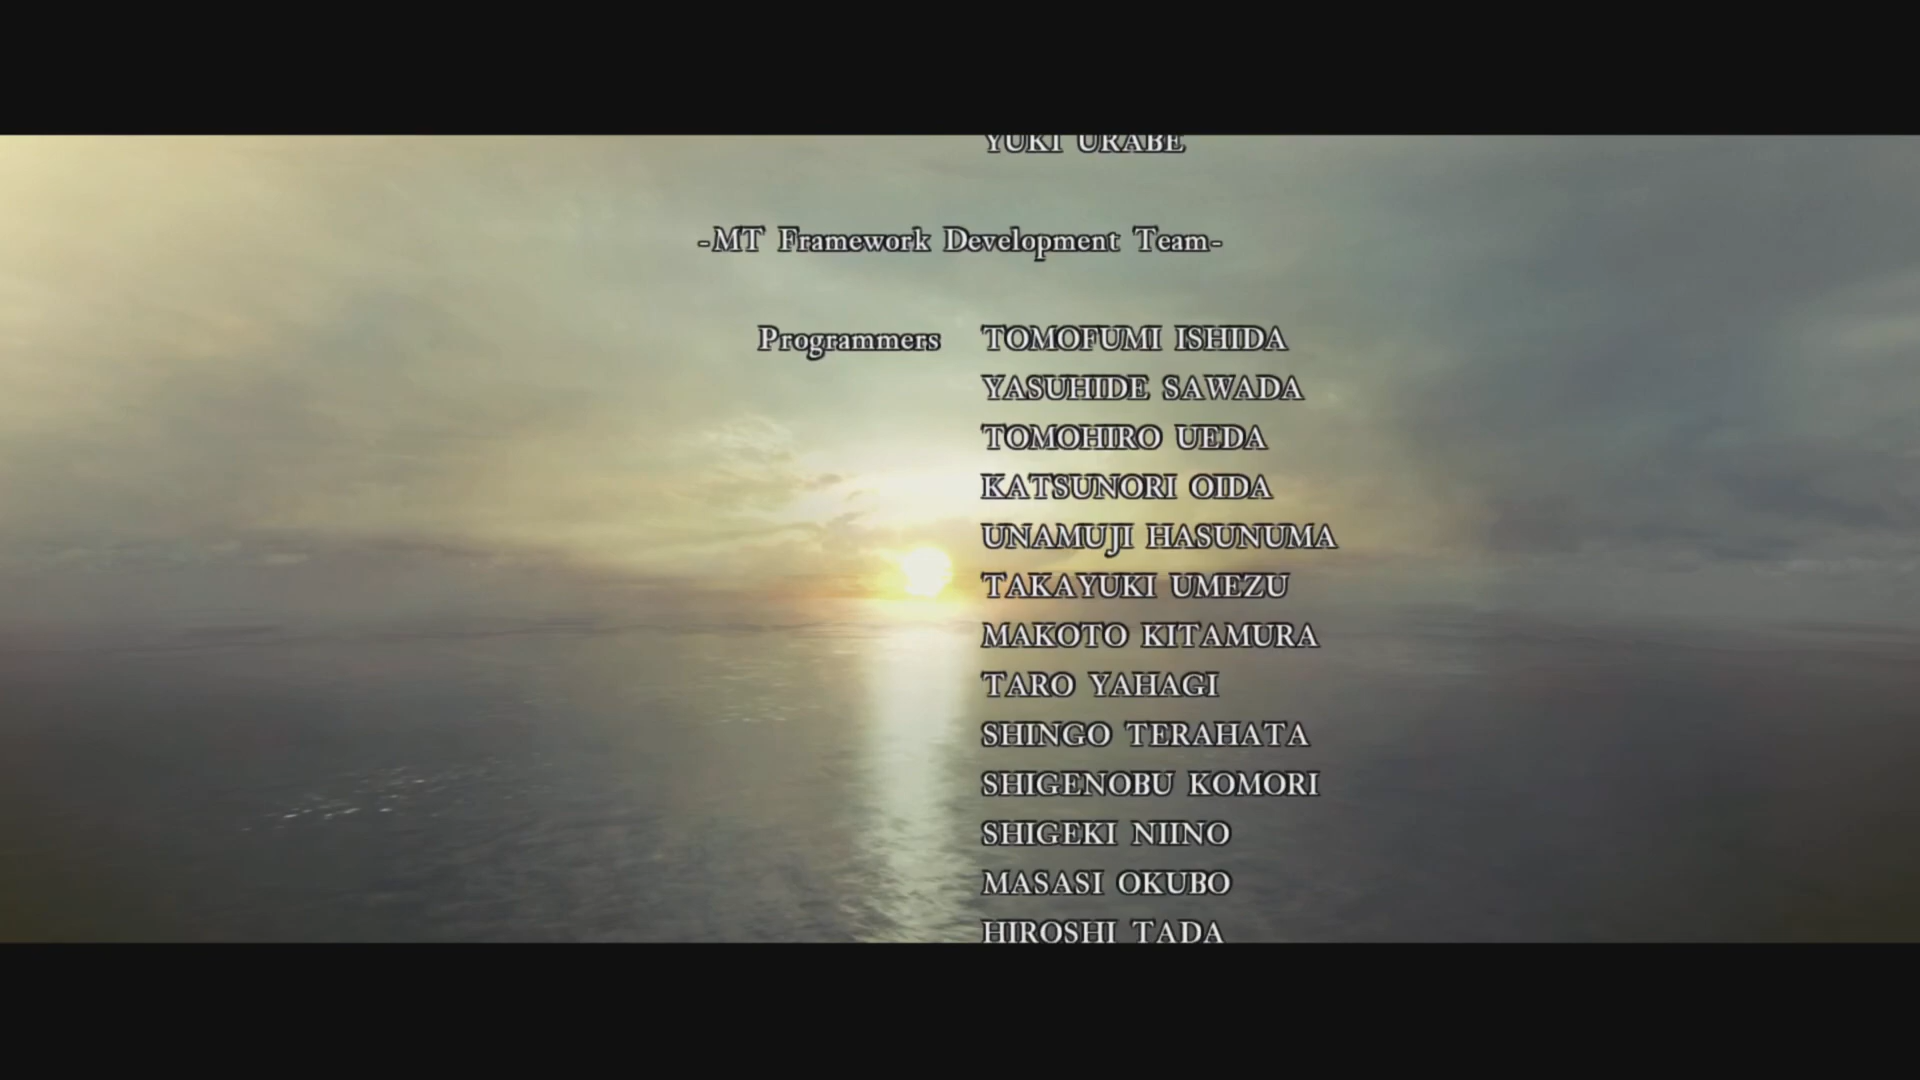 YUKI URABE
-MT Framework Development Team-
Programmers TOMOFUMI ISHIDA
YASUHIDE SAWADA
TOMOHIRO UEDA
KATSUNORI OIDA
UNAMUJI HASUNUMA
TAKAYUKI UMEZU
MAKOTO KITAMURA
TARO YAHAGI
SHINGO TERAHATA
SHIGENOBU KOMORI
SHIGEKI NIINO
MASASI OKUBO
HIROSHI TADA